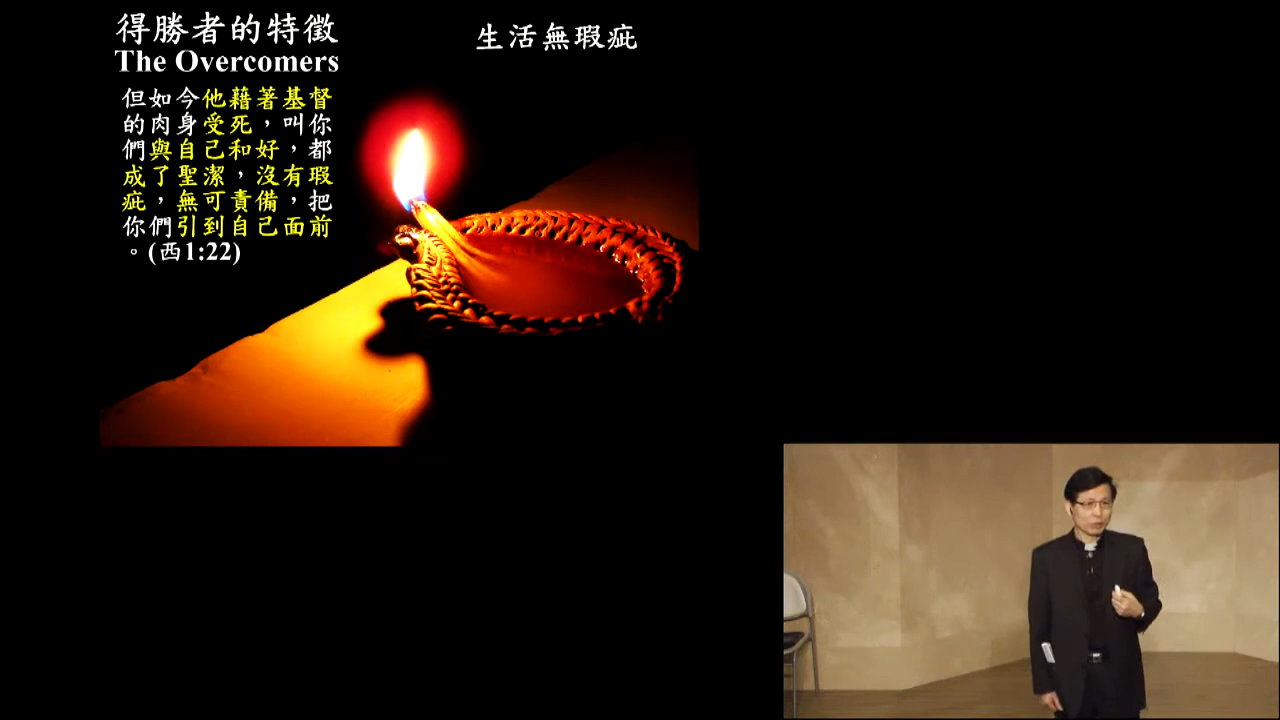 得勝者的特徵
The Overcomers
生活無瑕疵
但如今他藉著基督
的肉身受死，叫你
們與自己和好，都
成了聖潔，沒有瑕
疵，無可責備，把
你們引到自己面前
。(西1:22)